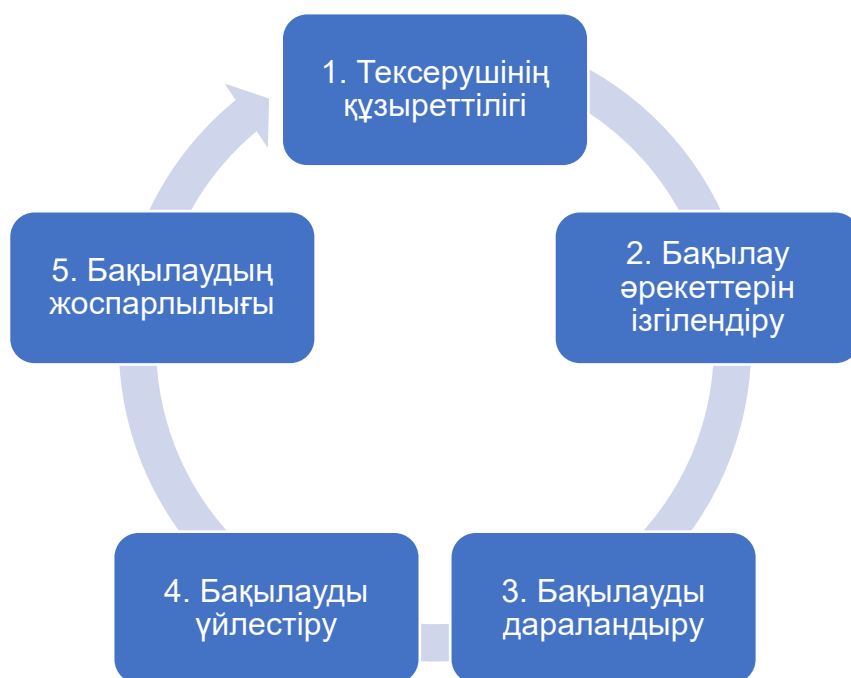 1. Тексерушінің
құзыреттілігі
2. Бақылау
әрекеттерін
ізгілендіру
3. Бақылауды
дараландыру
4. Бақылауды
үйлестіру
5. Бақылаудың
жоспарлылығы